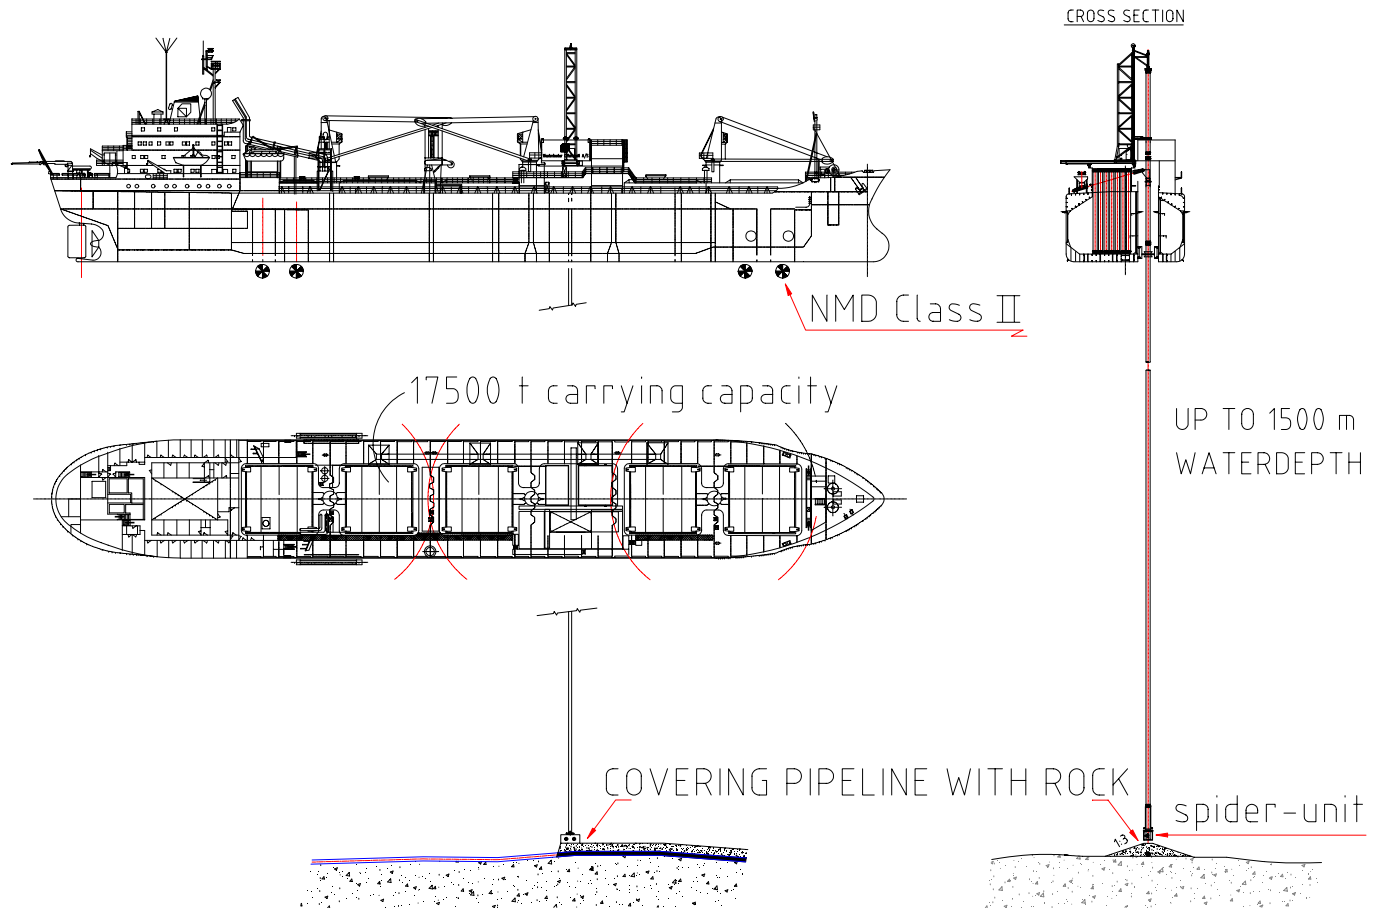 CROSS SECTION
NMD Class II
17500 t carrying capacity
UP TO 1500 m
WATERDEPTH
COVERING PIPELINE WITH ROCK
spider-unit
1:3